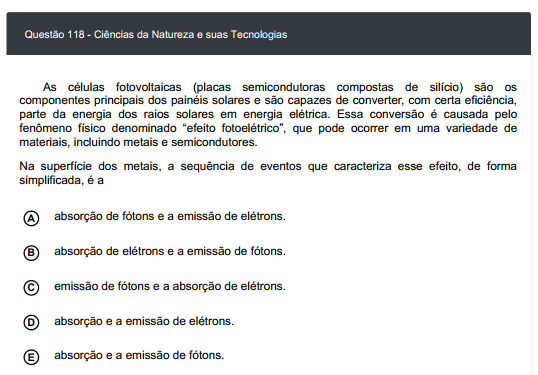 Questão 118 - Ciências da Natureza e suas Tecnologias
As células fotovoltaicas (placas semicondutoras compostas de silício) são os
componentes principais dos painéis solares e são capazes de converter, com certa eficiência,
parte da energia dos raios solares em energia elétrica. Essa conversão é causada pelo
fenômeno físico denominado “efeito fotoelétrico”, que pode ocorrer em uma variedade de
materiais, incluindo metais e semicondutores.
Na superfície dos metais, a sequência de eventos que caracteriza esse efeito, de forma
simplificada, é a
A absorção de fótons e a emissão de elétrons.
B absorção de elétrons e a emissão de fótons.
C emissão de fótons e a absorção de elétrons.
D absorção e a emissão de elétrons.
E absorção e a emissão de fótons.